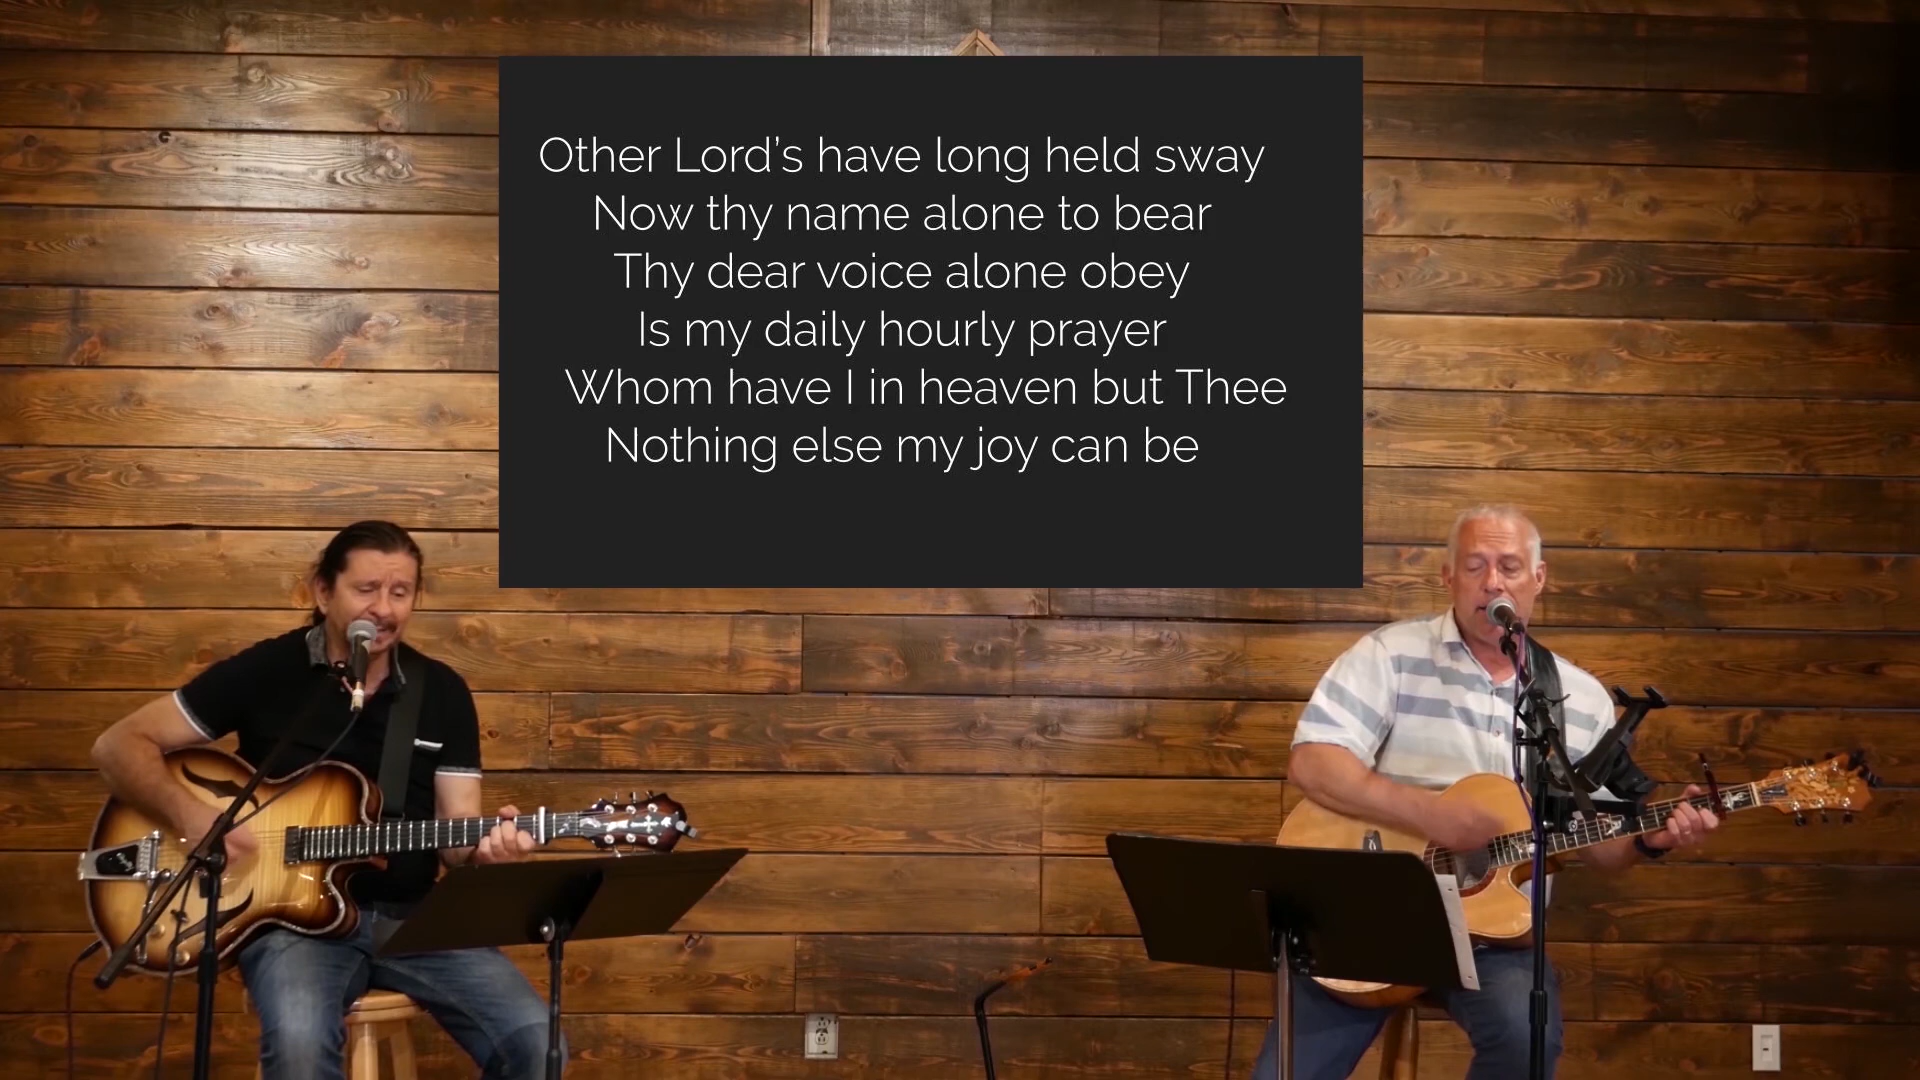 Other Lord's have long held sway
Now thy name alone to bear
Thy dear voice alone obey
Is my daily hourly prayer
Whom have I in heaven but Thee
Nothing else my joy can be